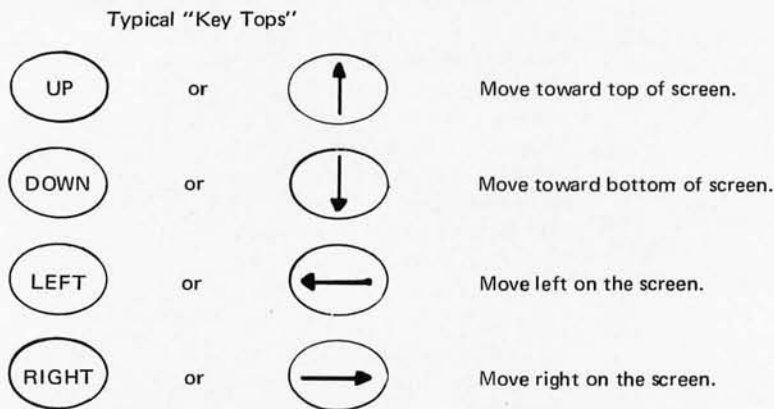 Typical "Key Tops"
UP or Move toward top of screen.
DOWN or Move toward bottom of screen.
LEFT or Move left on the screen.
RIGHT or Move right on the screen.